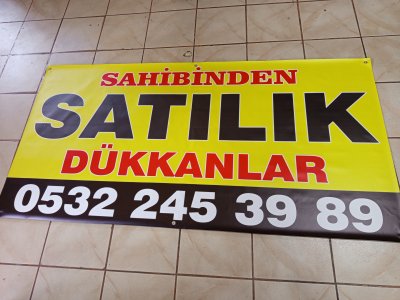 SAHİBİNDEN
SATILIK
DÜKKANLAR
0532 245 39 89